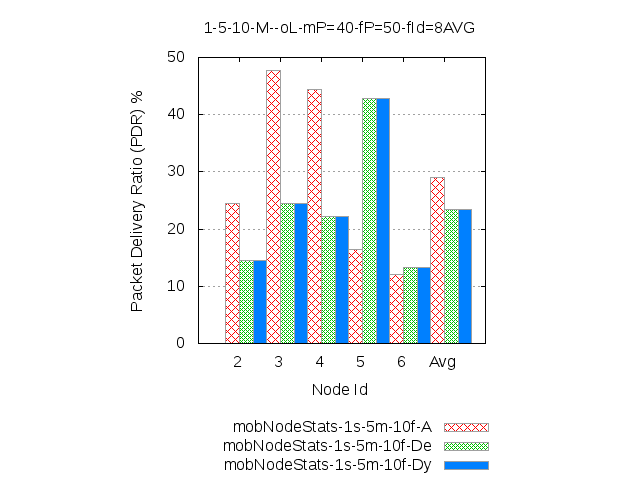 1-5-10-M--oL-mP=40-fP=50-fId=8AVG
50
40
30
20
10
0
Packet Delivery Ratio (PDR) %
2 3 4 5 6 Avg
Node Id
mobNodeStats-1s-5m-10f-A
mobNodeStats-1s-5m-10f-De
mobNodeStats-1s-5m-10f-Dy